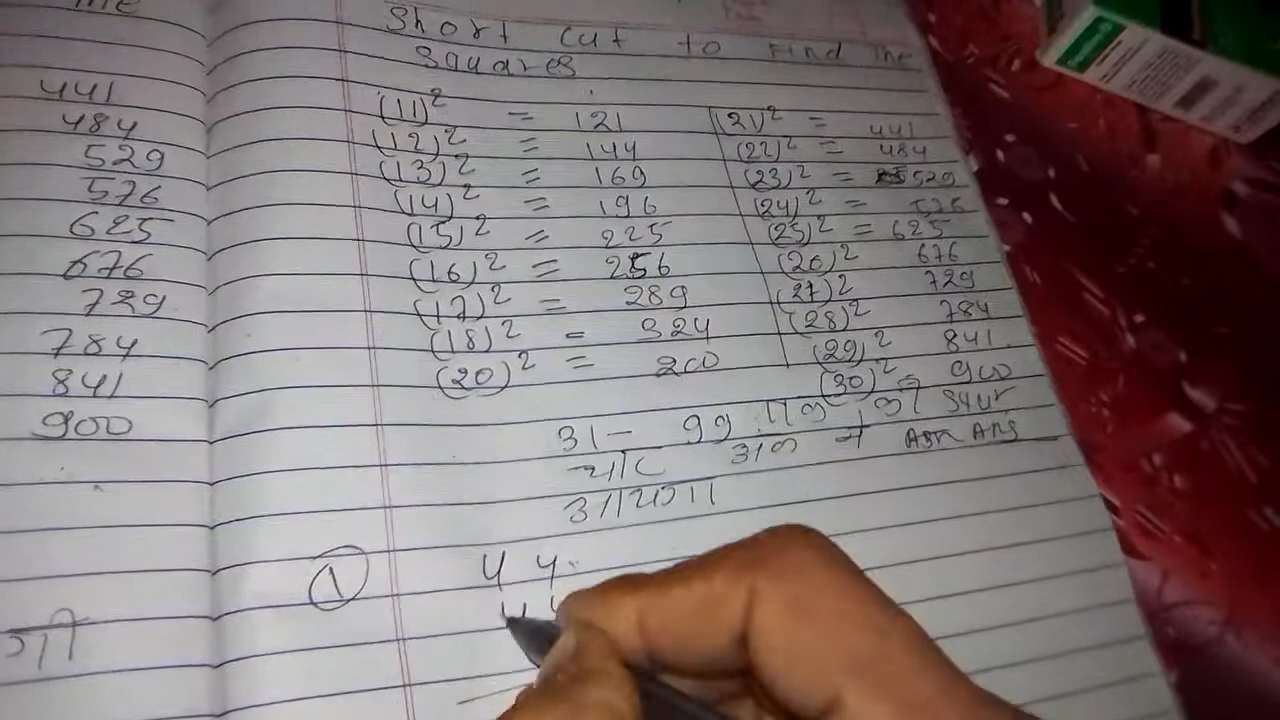 441
484
529
576
625
676
729
784
841
900
Short cut to Find the
Squares
(11)² = 121
(12)² = 144
(13)² = 169
(14)² = 196
(15)² = 225
(16)² = 256
(17)² = 289
(18)² = 324
(20)² = 200
(21)² = 441
(22)² = 484
(23)² = 529
(24)² = 576
(25)² = 625
(26)² 676
(27)² 729
(28)² 784
(29)² 841
(30)² = 900
31- 99
1
44